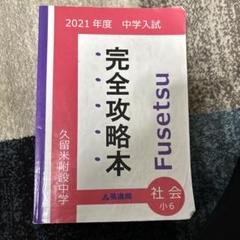 2021年度 中学入試
完全攻略本
Fusetsu
久留米附設中学
英進館
社会
小6